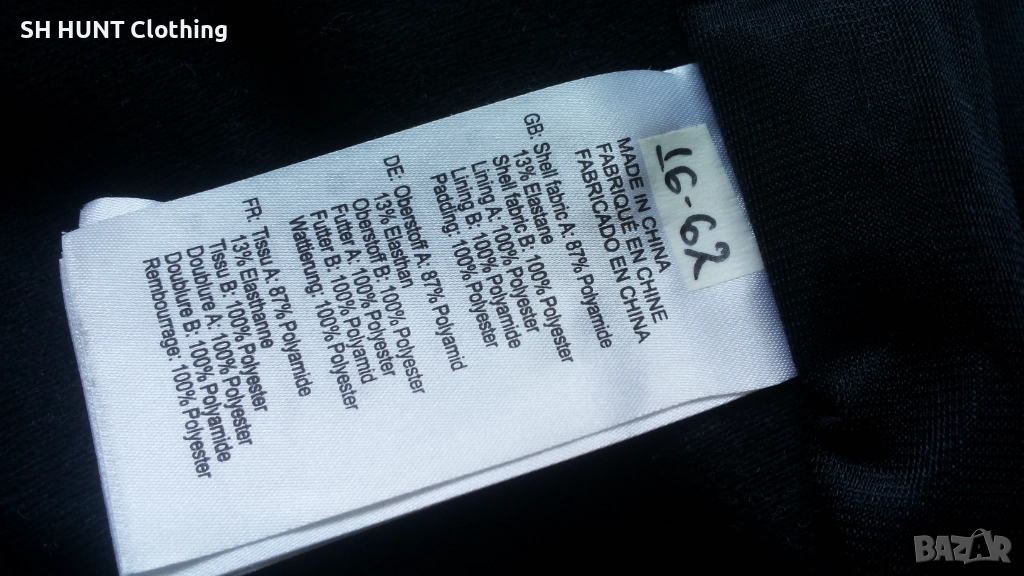 SH HUNT Clothing
16-62
MADE IN CHINA
FABRIQUÉ EN CHINE
FABRICADO EN CHINA
GB: Shell fabric A: 87% Polyamide
13% Elastane
Shell fabric B: 100% Polyester
Lining A: 100% Polyester
Lining B: 100% Polyamide
Padding: 100% Polyester
DE: Oberstoff A: 87% Polyamid
13% Elasthan
Oberstoff B: 100% Polyester
Futter A: 100% Polyester
Futter B: 100% Polyamid
Wattierung: 100% Polyester
FR: Tissu A: 87% Polyamide
13% Elasthanne
Tissu B: 100% Polyester
Doublure A: 100% Polyester
Doublure B: 100% Polyamide
Rembourrage: 100% Polyester
BAZAR